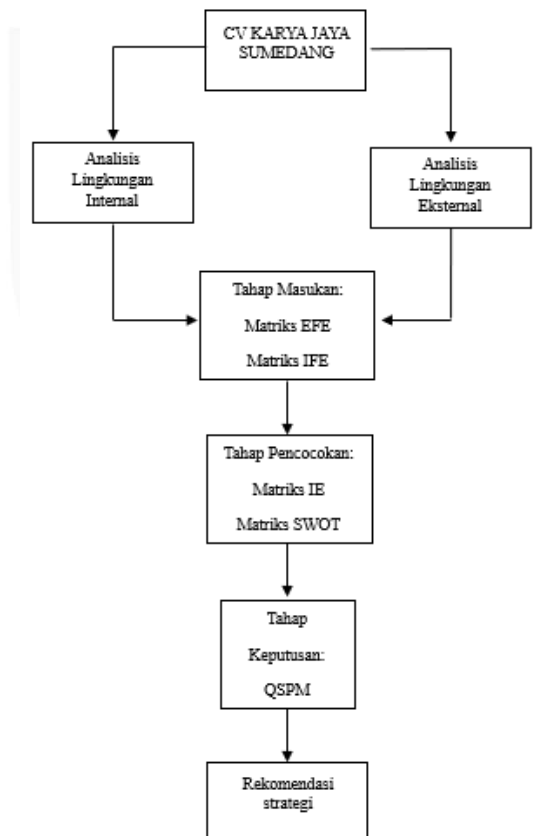 CV KARYA JAYA
SUMEDANG
Analisis
Lingkungan
Internal
Analisis
Lingkungan
Eksternal
Tahap Masukan:
Matriks EFE
Matriks IFE
Tahap Pencocokan:
Matriks IE
Matriks SWOT
Tahap
Keputusan:
QSPM
Rekomendasi
strategi